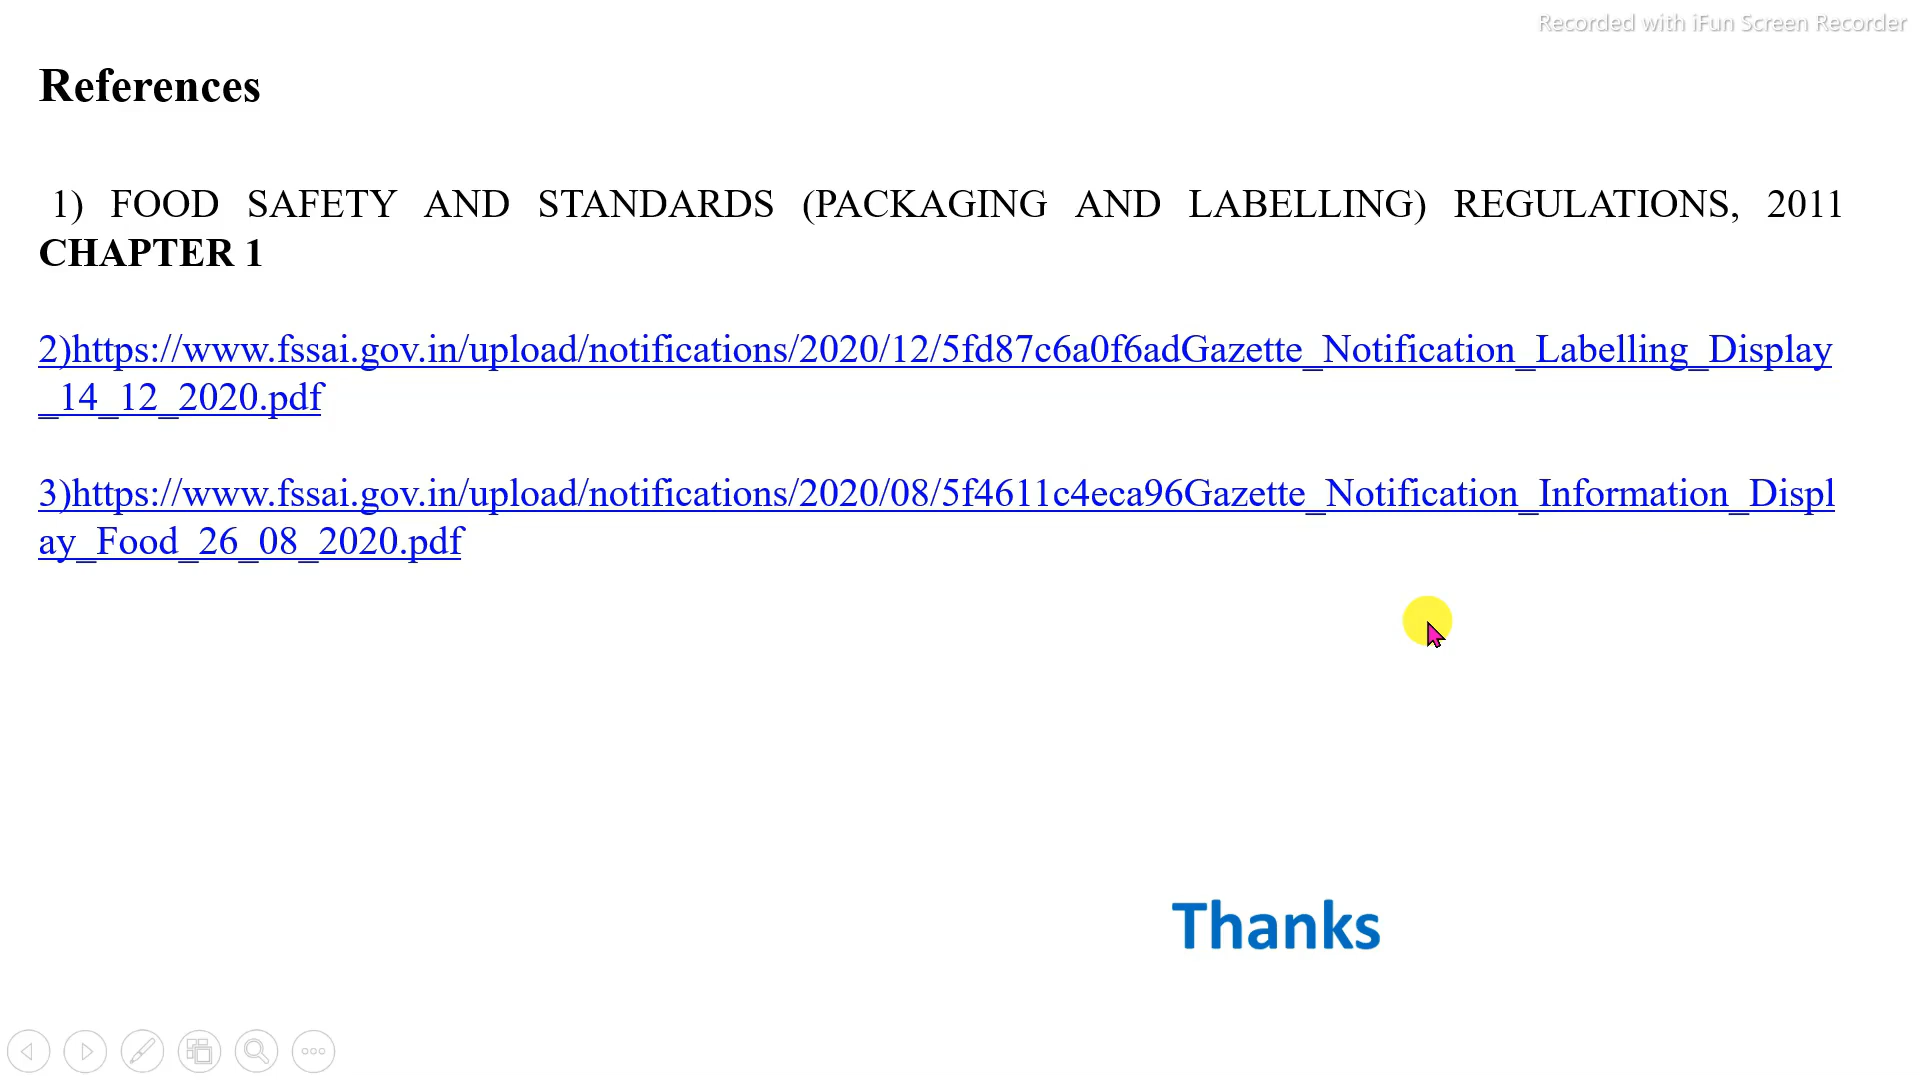 Recorded with iFun Screen Recorder
References
1) FOOD SAFETY AND STANDARDS (PACKAGING AND LABELLING) REGULATIONS, 2011
CHAPTER 1
2)https://www.fssai.gov.in/upload/notifications/2020/12/5fd87c6a0f6adGazette_Notification_Labelling_Display
_14_12_2020.pdf
3)https://www.fssai.gov.in/upload/notifications/2020/08/5f4611c4eca96Gazette_Notification_Information_Displ
ay_Food_26_08_2020.pdf
Thanks